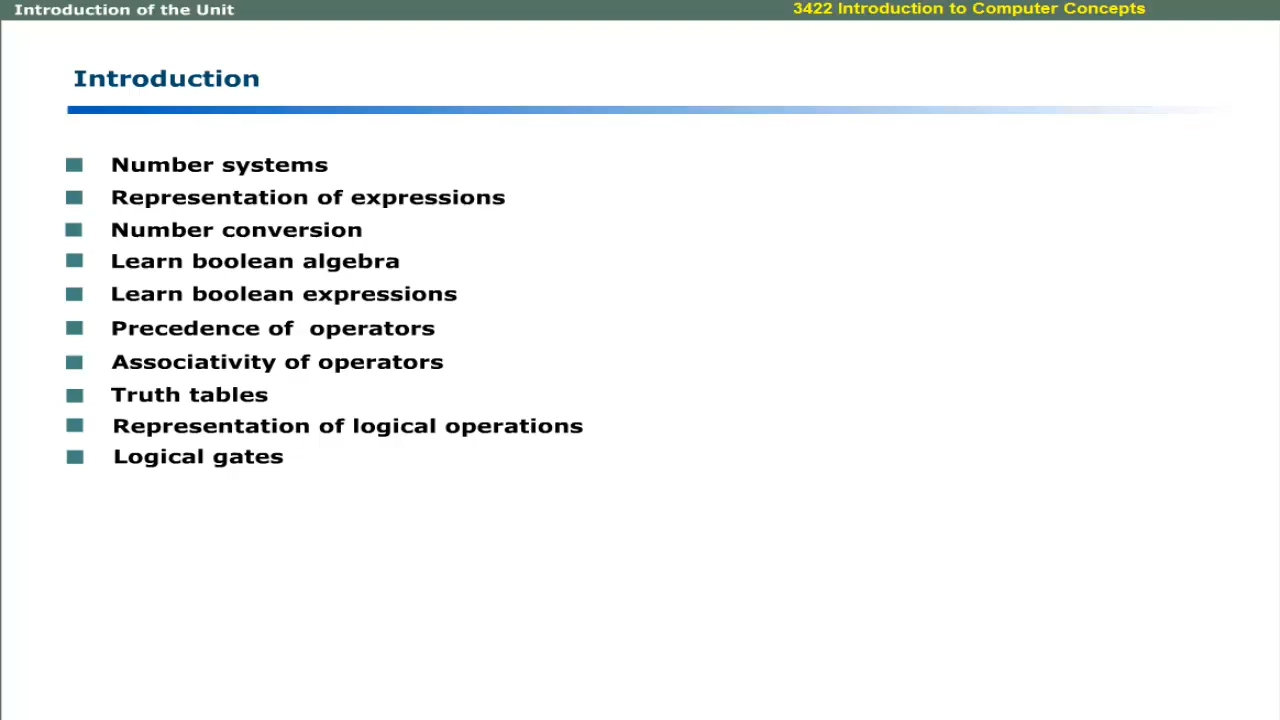 Introduction of the Unit
3422 Introduction to Computer Concepts
Introduction
Number systems
Representation of expressions
Number conversion
Learn boolean algebra
Learn boolean expressions
Precedence of  operators
Associativity of operators
Truth tables
Representation of logical operations
Logical gates